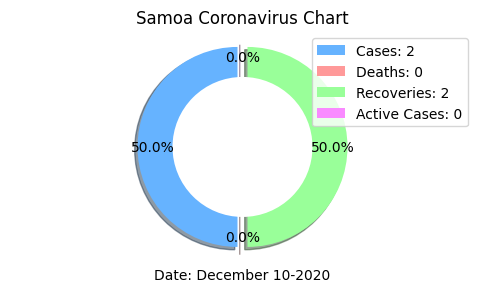 Samoa Coronavirus Chart
0.0%
Cases: 2
Deaths: 0
Recoveries: 2
Active Cases: 0
50.0%
50.0%
0.0%
Date: December 10-2020